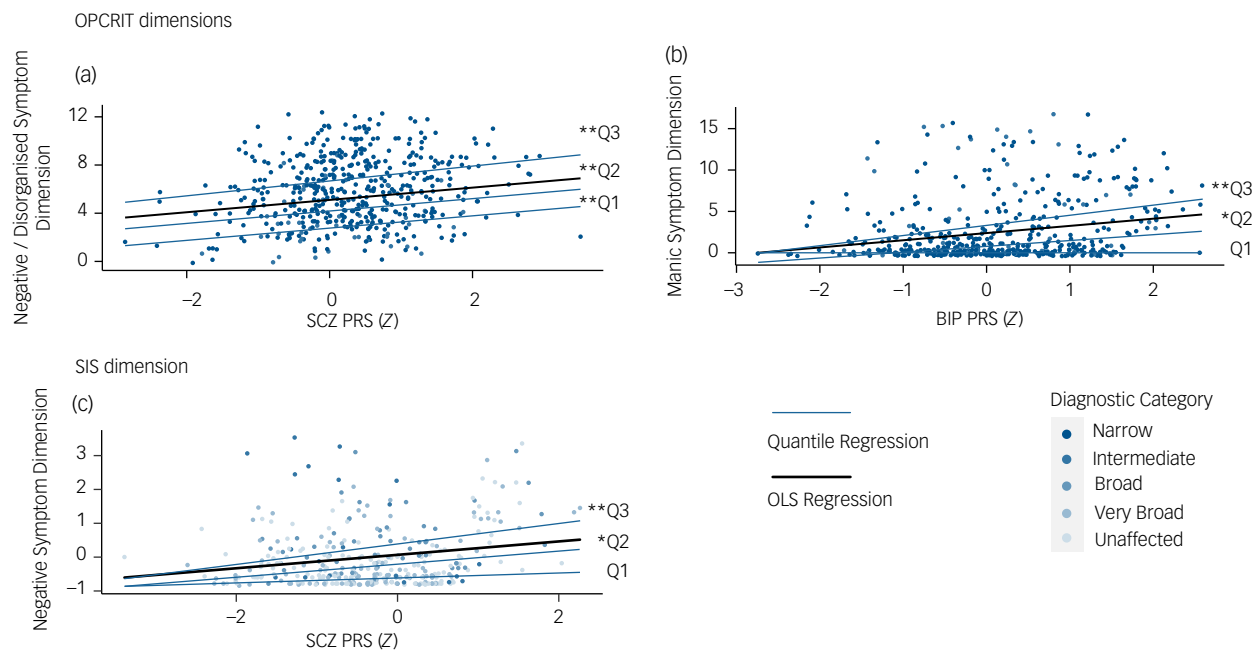 OPCRIT dimensions
(a)
Negative / Disorganised Symptom
Dimension
12
8
4
0
**Q3
**Q2
**Q1
−2
0
2
SCZ PRS (Z)
(b)
Manic Symptom Dimension
15
10
5
0
**Q3
*Q2
Q1
−3
−2
−1
0
1
2
BIP PRS (Z)
SIS dimension
(c)
Negative Symptom Dimension
3
2
1
0
−1
**Q3
*Q2
Q1
−2
0
2
SCZ PRS (Z)
Quantile Regression
OLS Regression
Diagnostic Category
Narrow
Intermediate
Broad
Very Broad
Unaffected